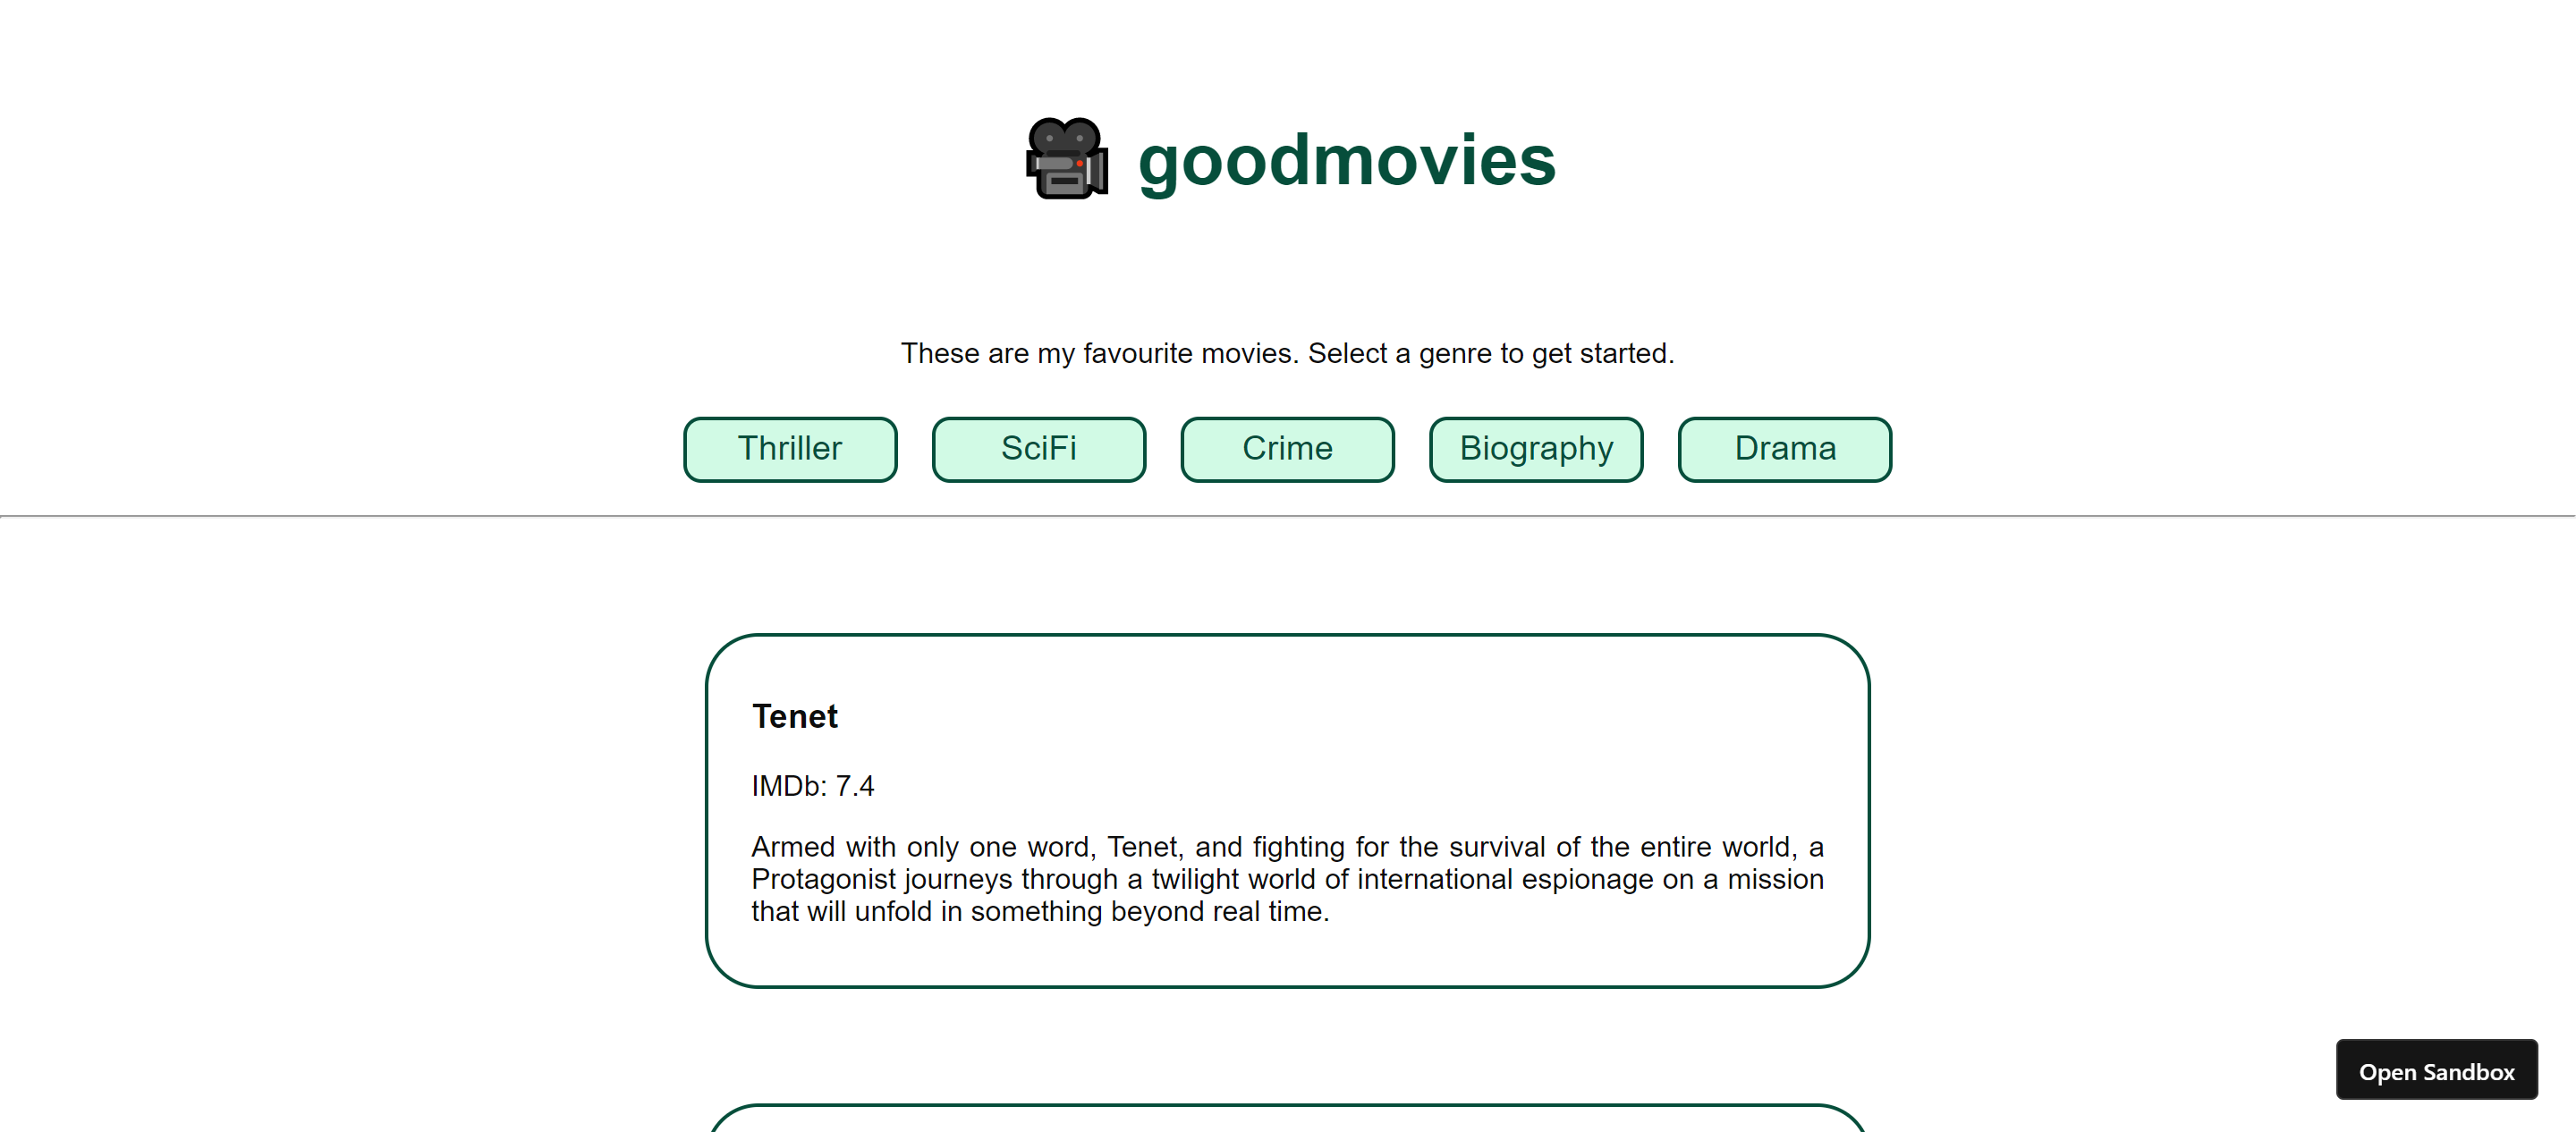 goodmovies
These are my favourite movies. Select a genre to get started.
Thriller
SciFi
Crime
Biography
Drama
Tenet
IMDb: 7.4
Armed with only one word, Tenet, and fighting for the survival of the entire world, a
Protagonist journeys through a twilight world of international espionage on a mission
that will unfold in something beyond real time.
Open Sandbox